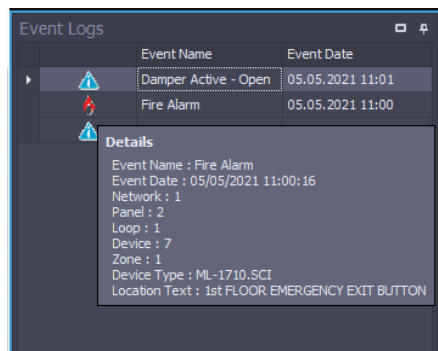 Event Logs
Event Name Event Date
Damper Active - Open 05.05.2021 11:01
Fire Alarm 05.05.2021 11:00
Details
Event Name : Fire Alarm
Event Date : 05/05/2021 11:00:16
Network : 1
Panel : 2
Loop : 1
Device : 7
Zone : 1
Device Type : ML-1710.SCI
Location Text : 1st FLOOR EMERGENCY EXIT BUTTON